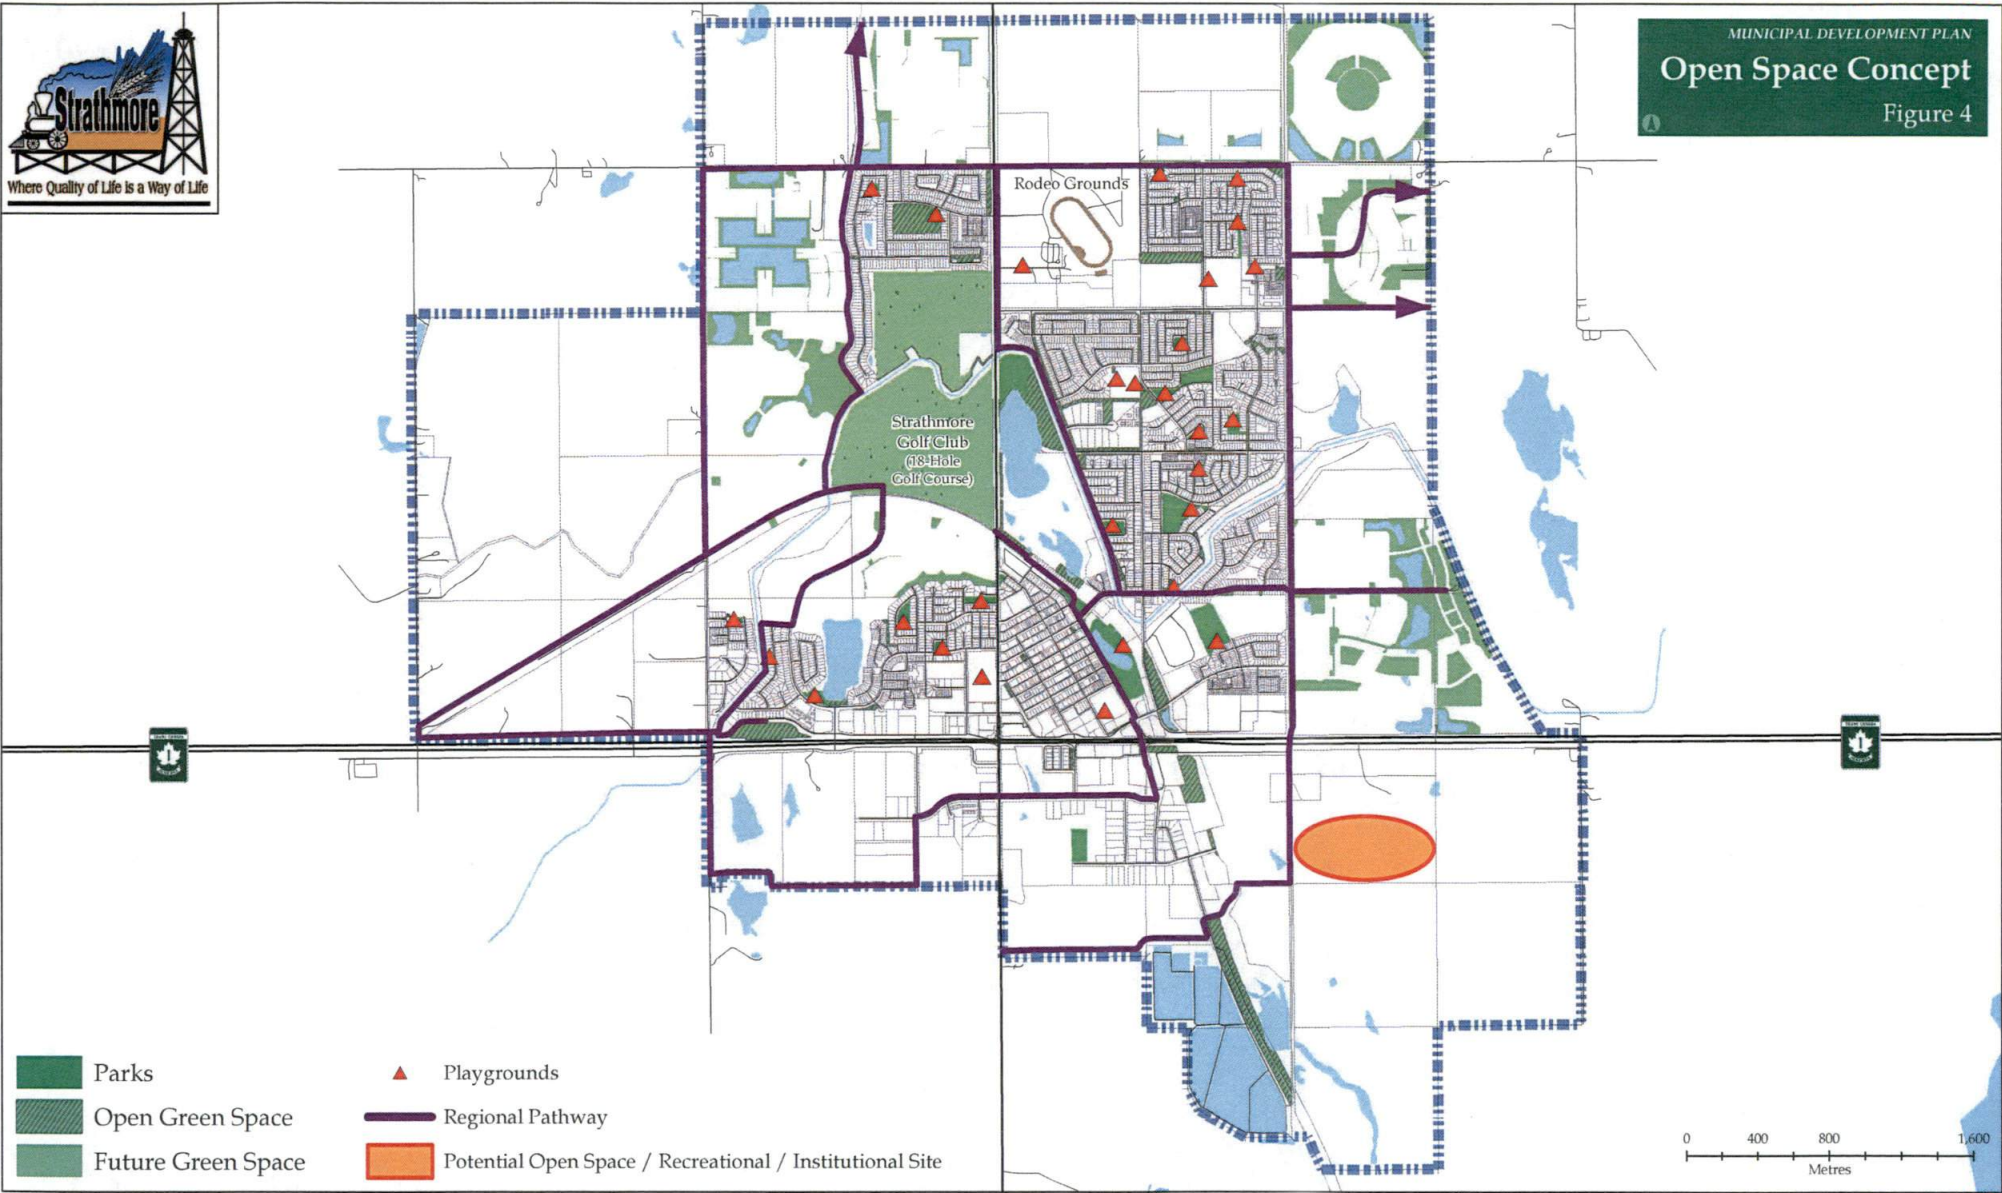 Strathmore
Where Quality of Life is a Way of Life
MUNICIPAL DEVELOPMENT PLAN
Open Space Concept
Figure 4
Rodeo Grounds
Strathmore
Golf Club
(18-Hole
Golf Course)
1
1
Parks
Open Green Space
Future Green Space
Playgrounds
Regional Pathway
Potential Open Space / Recreational / Institutional Site
0 400 800 1,600
Metres